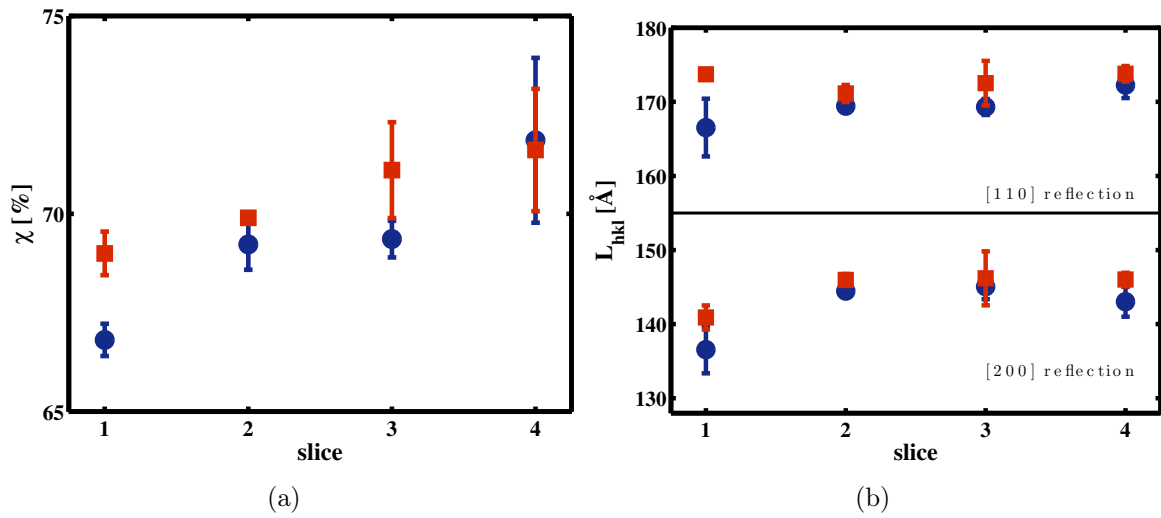 75
70
65
χ [%]
1 2 3 4
slice
(a)
180
170
160
150
140
130
L_hkl [Å]
[110] reflection
[200] reflection
1 2 3 4
slice
(b)